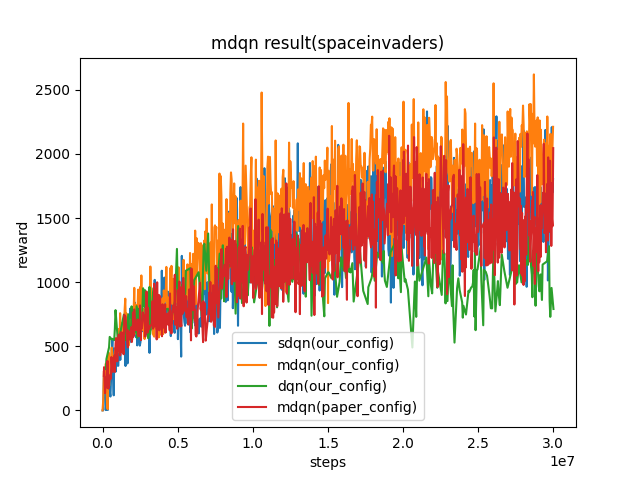 mdqn result(spaceinvaders)
2500
2000
1500
1000
500
0
reward
sdqn(our_config)
mdqn(our_config)
dqn(our_config)
mdqn(paper_config)
0.0 0.5 1.0 1.5 2.0 2.5 3.0
steps 1e7